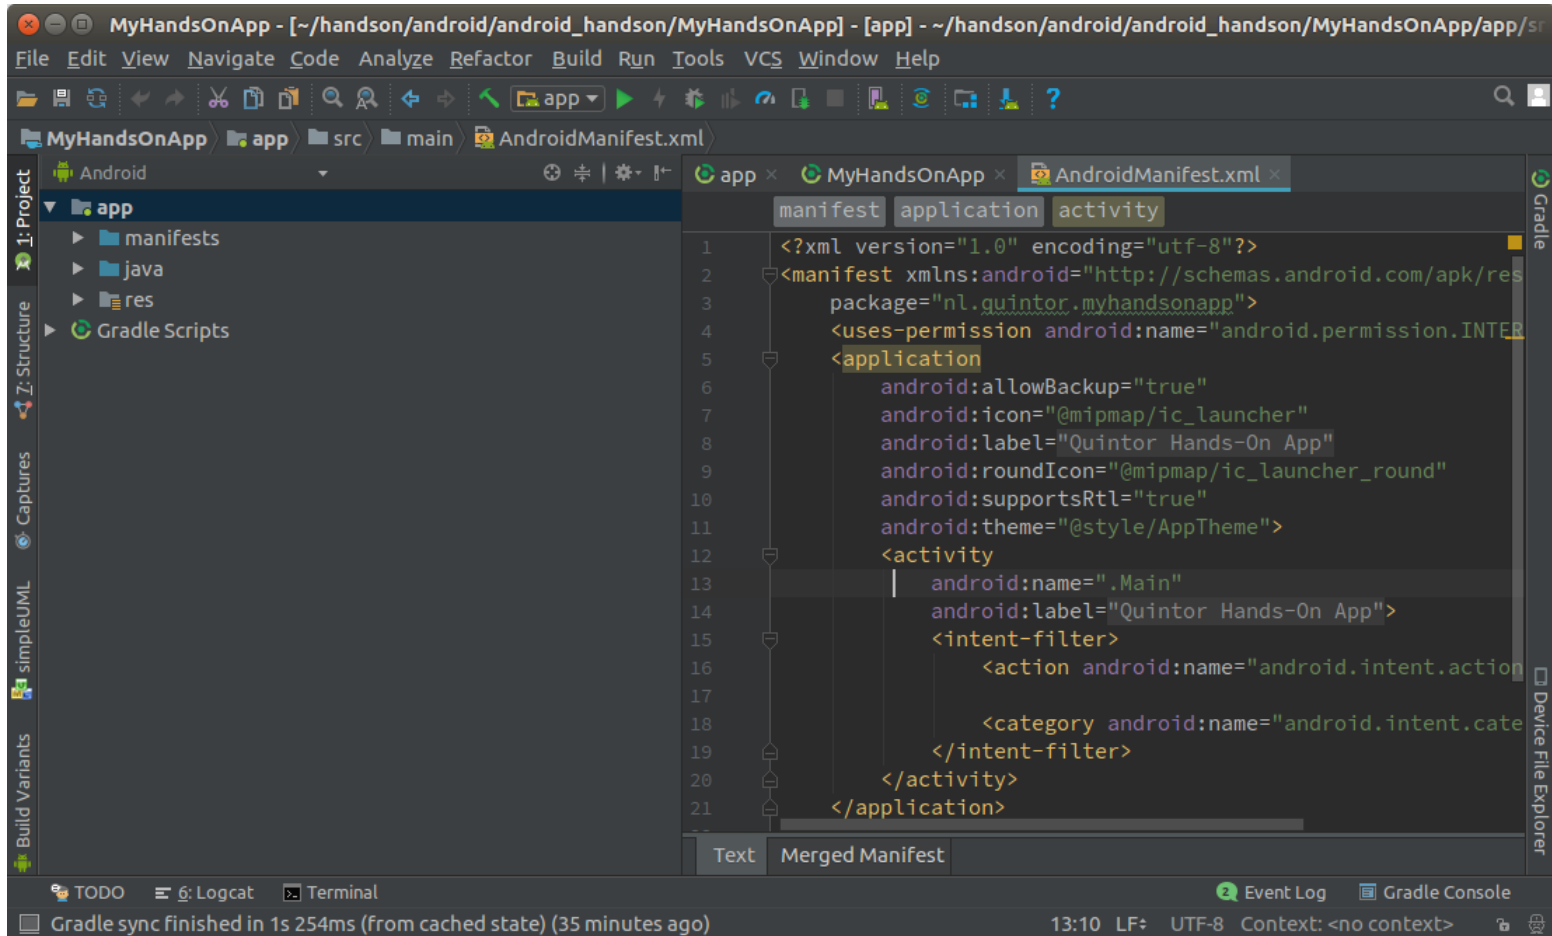 MyHandsOnApp - [~/handson/android/android_handson/MyHandsOnApp] - [app] - ~/handson/android/android_handson/MyHandsOnApp/app/sr
File Edit View Navigate Code Analyze Refactor Build Run Tools VCS Window Help
app
MyHandsOnApp app src main AndroidManifest.xml
1: Project
Z: Structure
Captures
simpleUML
Build Variants
Android
app
manifests
java
res
Gradle Scripts
app MyHandsOnApp AndroidManifest.xml
manifest application activity
1 <?xml version="1.0" encoding="utf-8"?>
2 <manifest xmlns:android="http://schemas.android.com/apk/res
3 package="nl.quintor.myhandsonapp">
4 <uses-permission android:name="android.permission.INTER
5 <application
6 android:allowBackup="true"
7 android:icon="@mipmap/ic_launcher"
8 android:label="Quintor Hands-On App"
9 android:roundIcon="@mipmap/ic_launcher_round"
10 android:supportsRtl="true"
11 android:theme="@style/AppTheme">
12 <activity
13 android:name=".Main"
14 android:label="Quintor Hands-On App">
15 <intent-filter>
16 <action android:name="android.intent.action
17
18 <category android:name="android.intent.cate
19 </intent-filter>
20 </activity>
21 </application>
Text Merged Manifest
Gradle
Device File Explorer
TODO 6: Logcat Terminal 2 Event Log Gradle Console
Gradle sync finished in 1s 254ms (from cached state) (35 minutes ago) 13:10 LF UTF-8 Context: <no context>